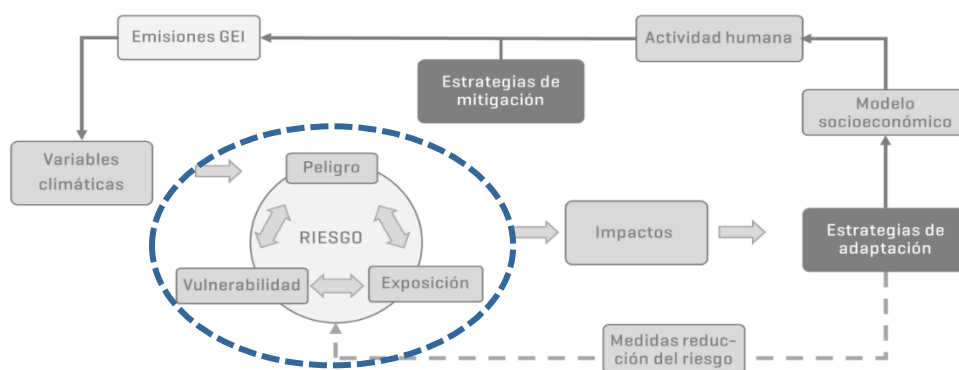 Emisiones GEI
Actividad humana
Estrategias de
mitigación
Modelo
socioeconómico
Variables
climáticas
Peligro
RIESGO
Vulnerabilidad
Exposición
Impactos
Estrategias de
adaptación
Medidas reduc-
ción del riesgo